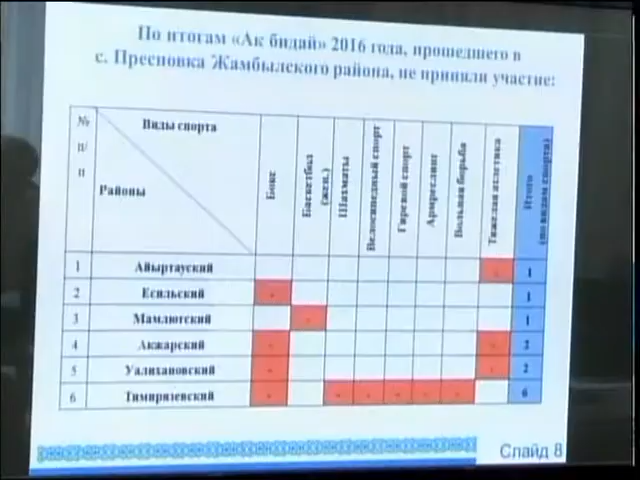 По итогам «Ак бидай» 2016 года, прошедшего в
с. Пресновка Жамбылского района, не приняли участие:
№ п/п Виды спорта Районы Бокс Баскетбол (жен.) Шахматы Велосипедный спорт Гиревой спорт Армреслинг Вольная борьба Тяжелая атлетика Итого (по видам спорта)
1 Айыртауский - 1
2 Есильский - 1
3 Мамлютский - 1
4 Акжарский - - 2
5 Уалихановский - - 2
6 Тимирязевский - - - - - - 6
Слайд 8